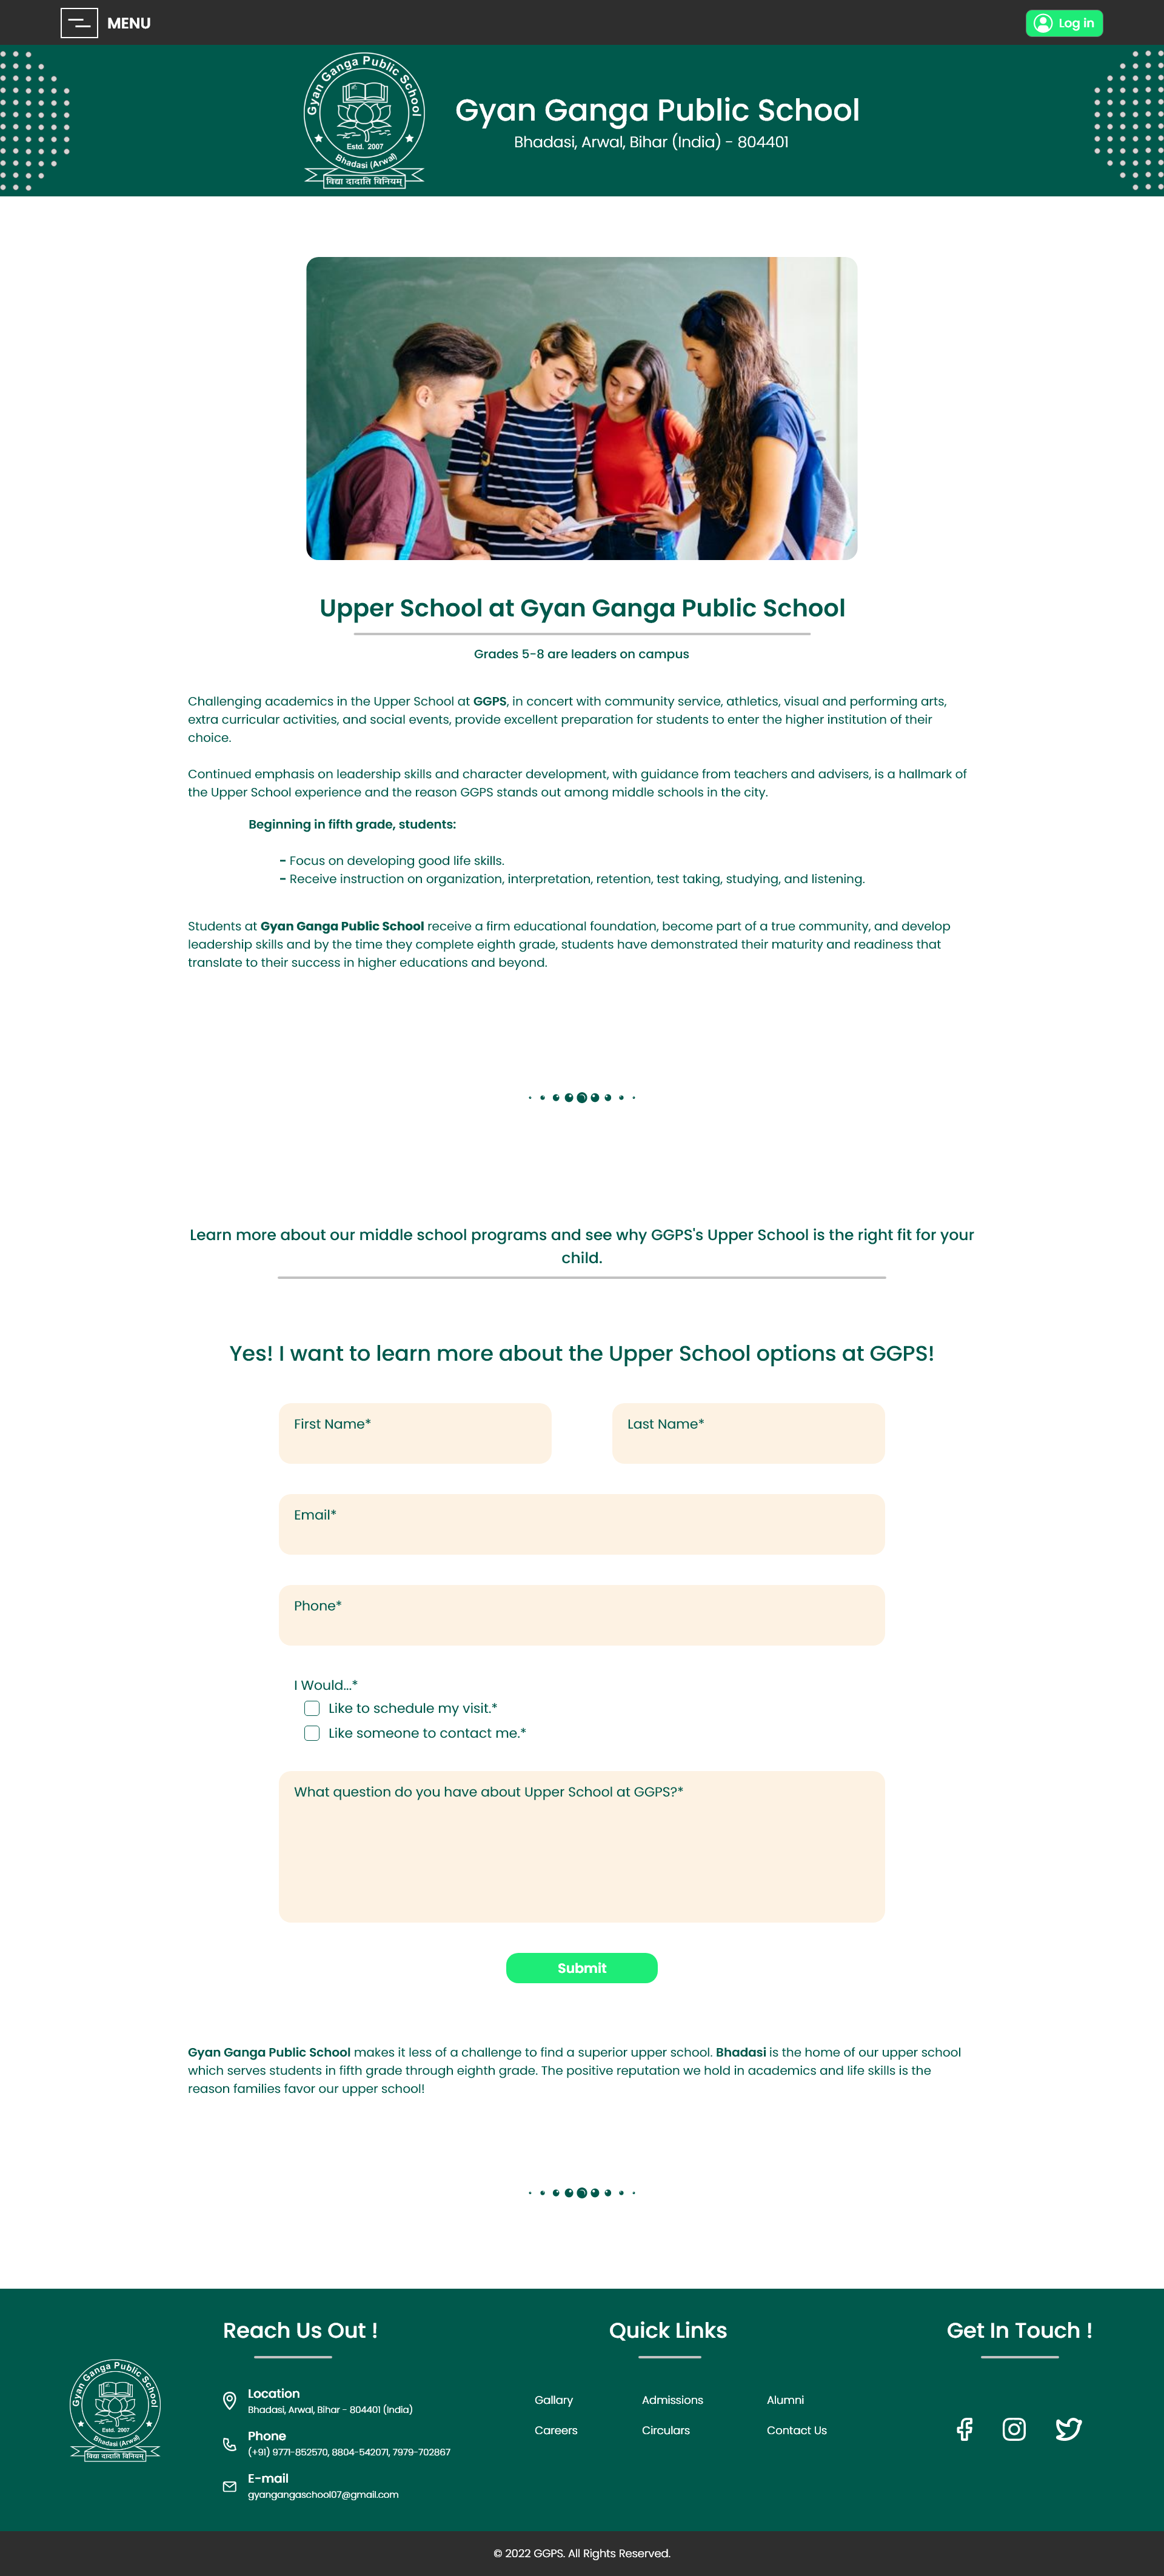 MENU
Log in
Gyan Ganga Public School
Estd. 2007
Bhadasi (Arwal)
विद्या दादाति विनियम्
Gyan Ganga Public School
Bhadasi, Arwal, Bihar (India) - 804401
Upper School at Gyan Ganga Public School
Grades 5-8 are leaders on campus
Challenging academics in the Upper School at GGPS, in concert with community service, athletics, visual and performing arts,
extra curricular activities, and social events, provide excellent preparation for students to enter the higher institution of their
choice.
Continued emphasis on leadership skills and character development, with guidance from teachers and advisers, is a hallmark of
the Upper School experience and the reason GGPS stands out among middle schools in the city.
Beginning in fifth grade, students:
- Focus on developing good life skills.
- Receive instruction on organization, interpretation, retention, test taking, studying, and listening.
Students at Gyan Ganga Public School receive a firm educational foundation, become part of a true community, and develop
leadership skills and by the time they complete eighth grade, students have demonstrated their maturity and readiness that
translate to their success in higher educations and beyond.
Learn more about our middle school programs and see why GGPS's Upper School is the right fit for your
child.
Yes! I want to learn more about the Upper School options at GGPS!
First Name* Last Name*
Email*
Phone*
I Would...*
Like to schedule my visit.*
Like someone to contact me.*
What question do you have about Upper School at GGPS?*
Submit
Gyan Ganga Public School makes it less of a challenge to find a superior upper school. Bhadasi is the home of our upper school
which serves students in fifth grade through eighth grade. The positive reputation we hold in academics and life skills is the
reason families favor our upper school!
Gyan Ganga Public School
Estd. 2007
Bhadasi (Arwal)
विद्या दादाति विनियम्
Reach Us Out !
Location
Bhadasi, Arwal, Bihar - 804401 (India)
Phone
(+91) 9771-852570, 8804-542071, 7979-702867
E-mail
gyangangaschool07@gmail.com
Quick Links
Gallary Admissions Alumni
Careers Circulars Contact Us
Get In Touch !
© 2022 GGPS. All Rights Reserved.